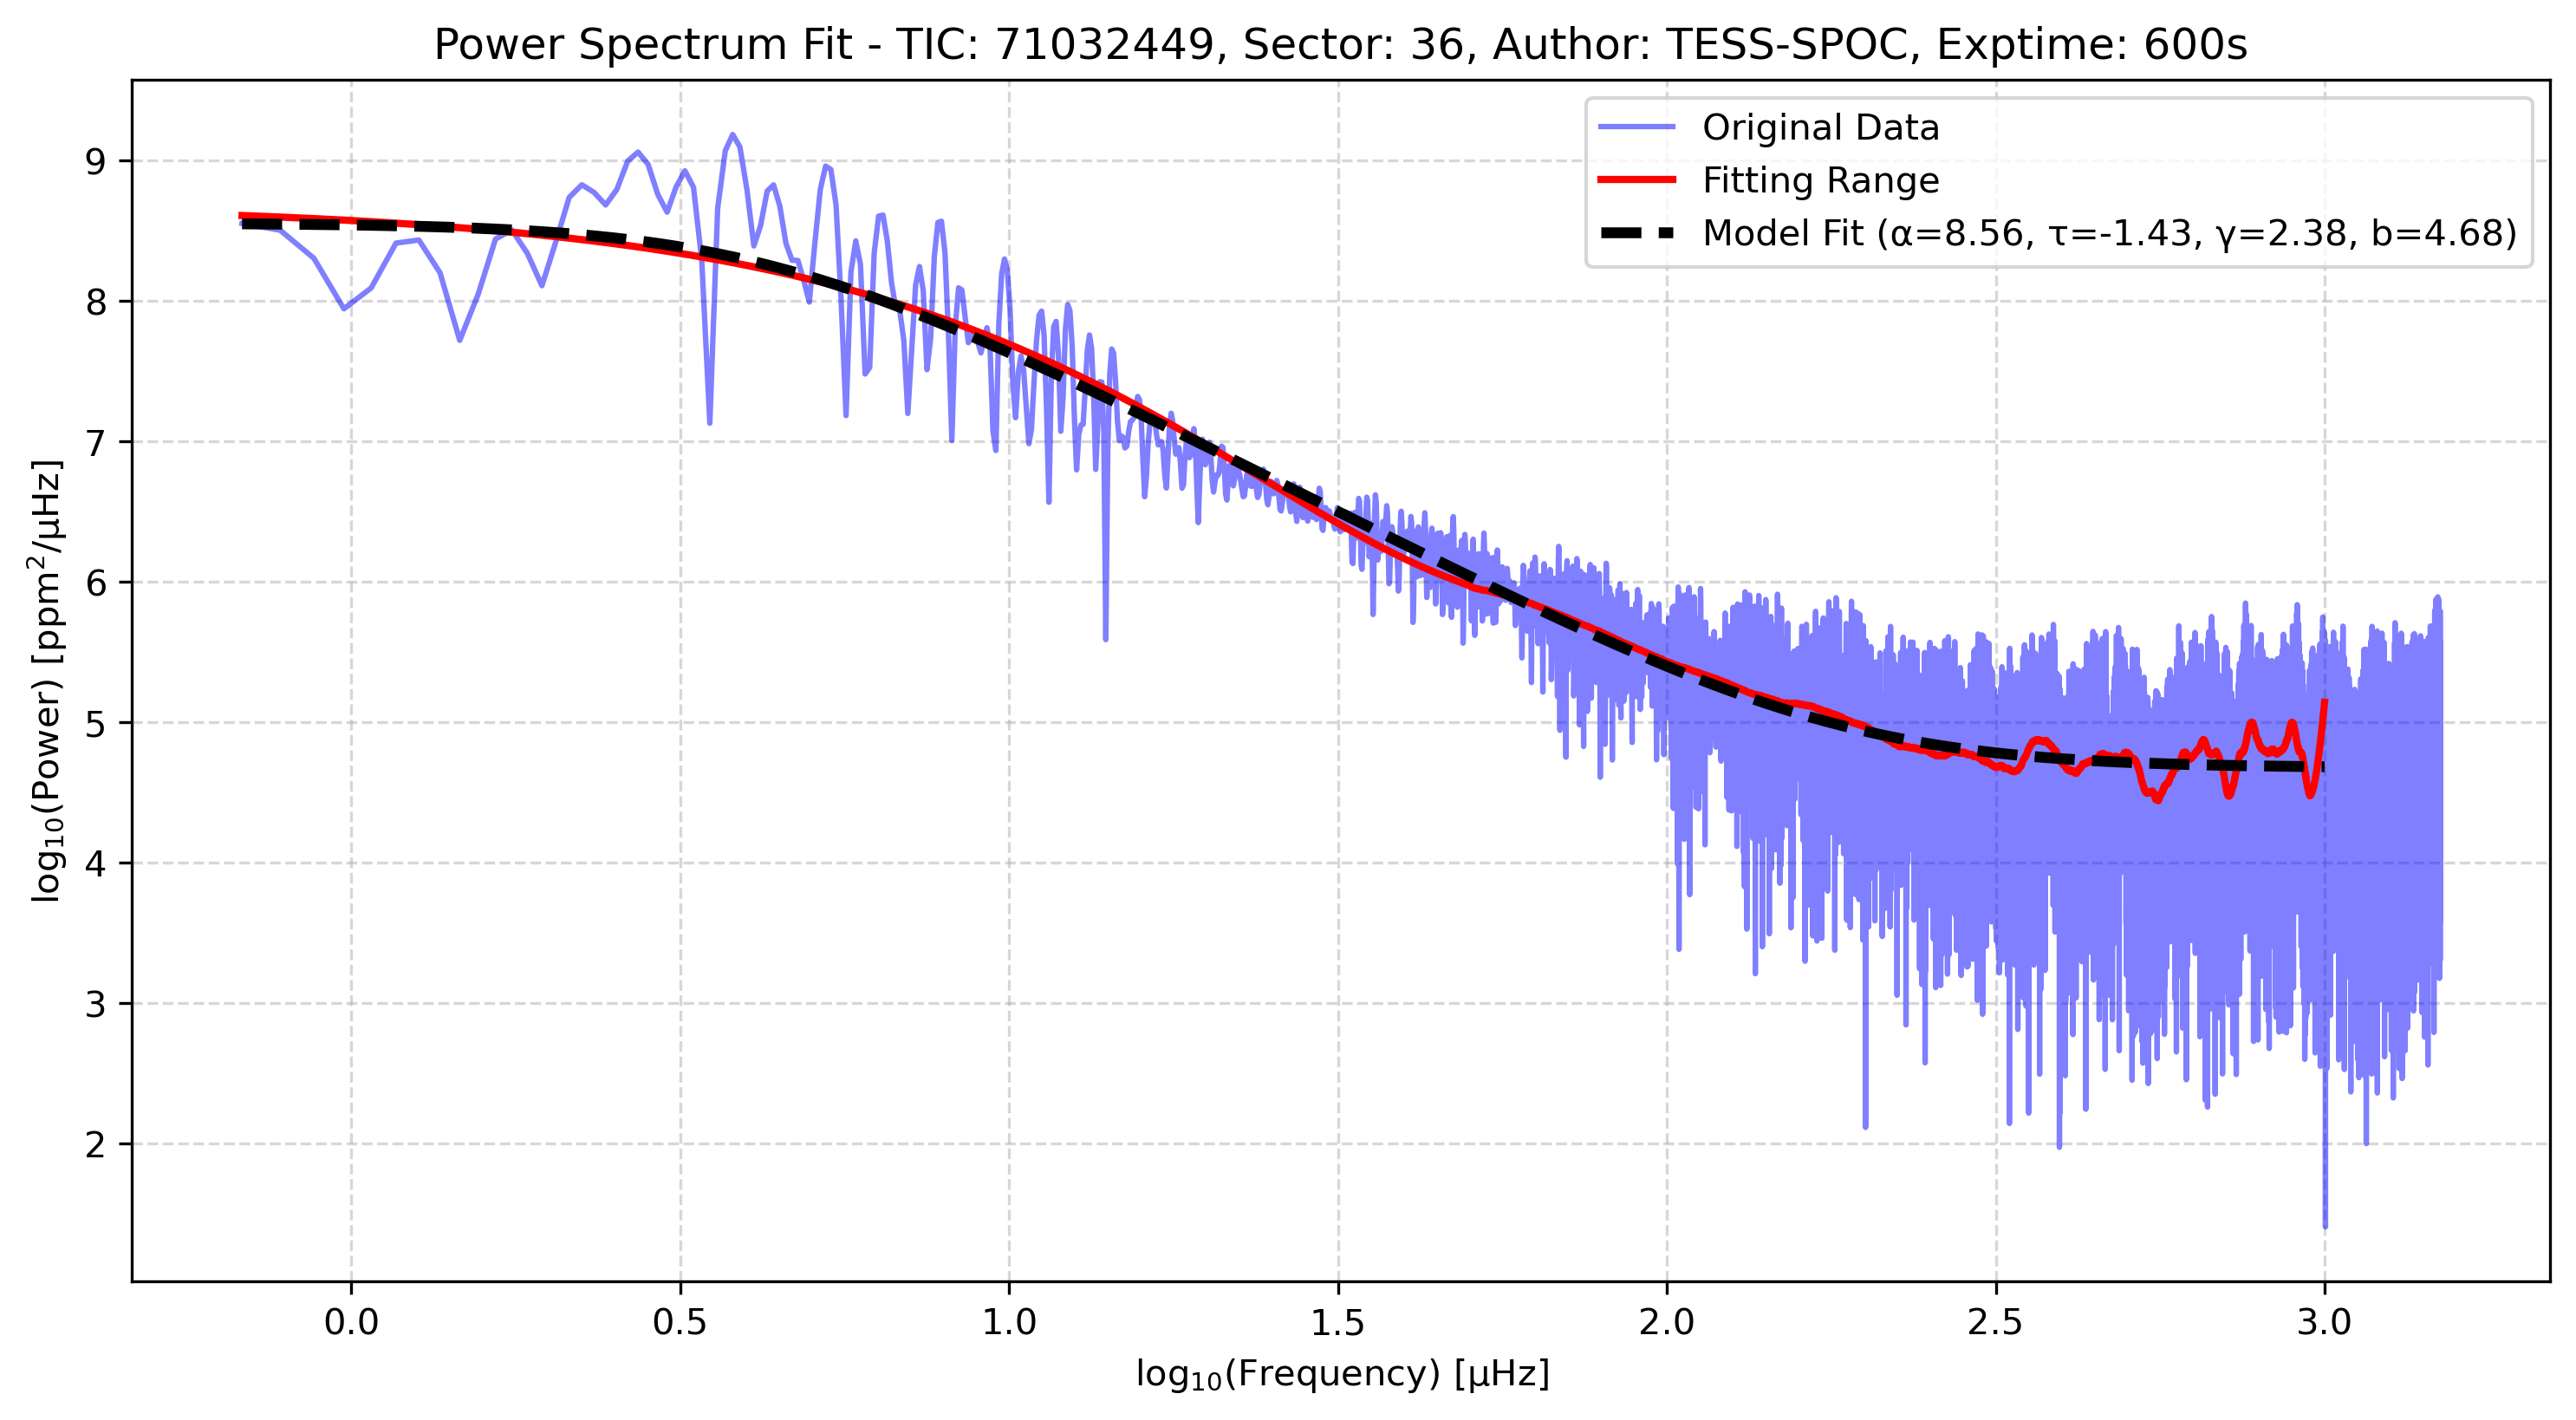 Power Spectrum Fit - TIC: 71032449, Sector: 36, Author: TESS-SPOC, Exptime: 600s
Original Data
Fitting Range
Model Fit (α=8.56, τ=-1.43, γ=2.38, b=4.68)
log₁₀(Power) [ppm²/μHz]
9
8
7
6
5
4
3
2
0.0 0.5 1.0 1.5 2.0 2.5 3.0
log₁₀(Frequency) [μHz]